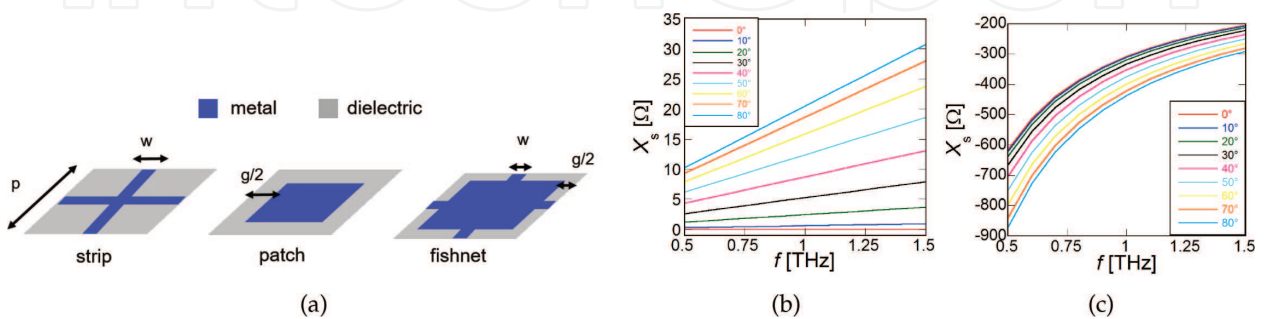 metal
dielectric
w
p
g/2
w
g/2
strip
patch
fishnet
(a)
35
30
25
20
15
10
5
0
Xs [Ω]
0°
10°
20°
30°
40°
50°
60°
70°
80°
0.5
0.75
1
1.25
1.5
f [THz]
(b)
-200
-300
-400
-500
-600
-700
-800
-900
Xs [Ω]
0°
10°
20°
30°
40°
50°
60°
70°
80°
0.5
0.75
1
1.25
1.5
f [THz]
(c)